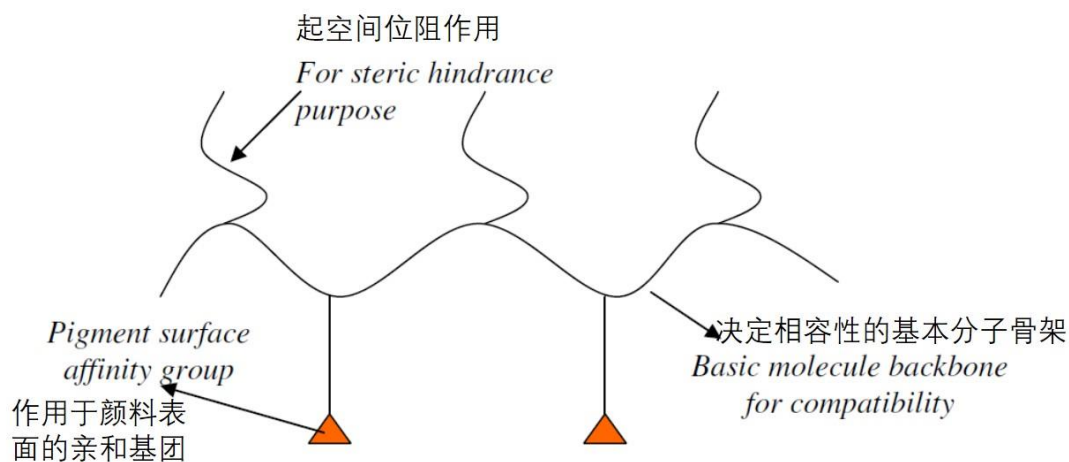 起空间位阻作用
For steric hindrance
purpose
Pigment surface
affinity group
作用于颜料表
面的亲和基团
决定相容性的基本分子骨架
Basic molecule backbone
for compatibility